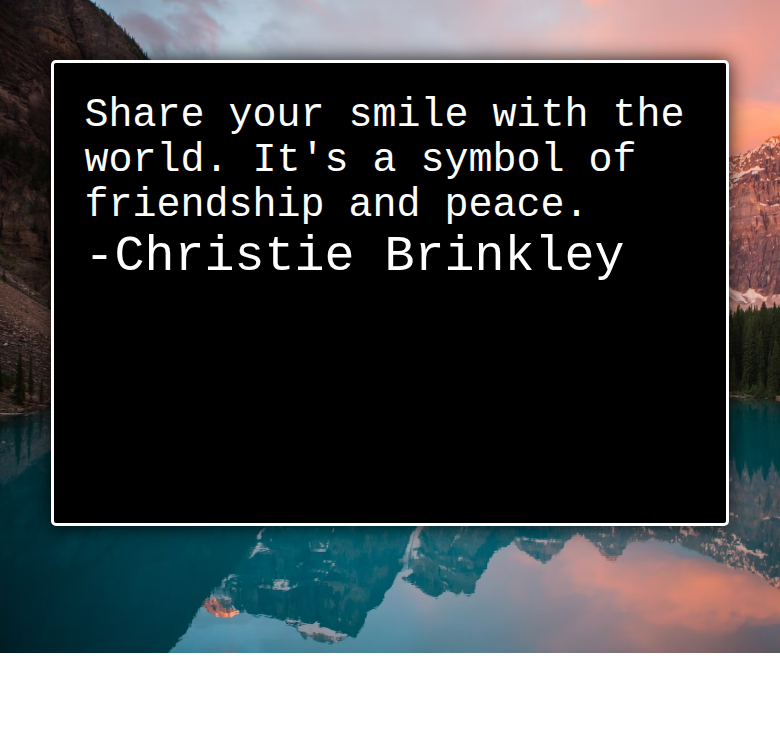 Share your smile with the
world. It's a symbol of
friendship and peace.
-Christie Brinkley